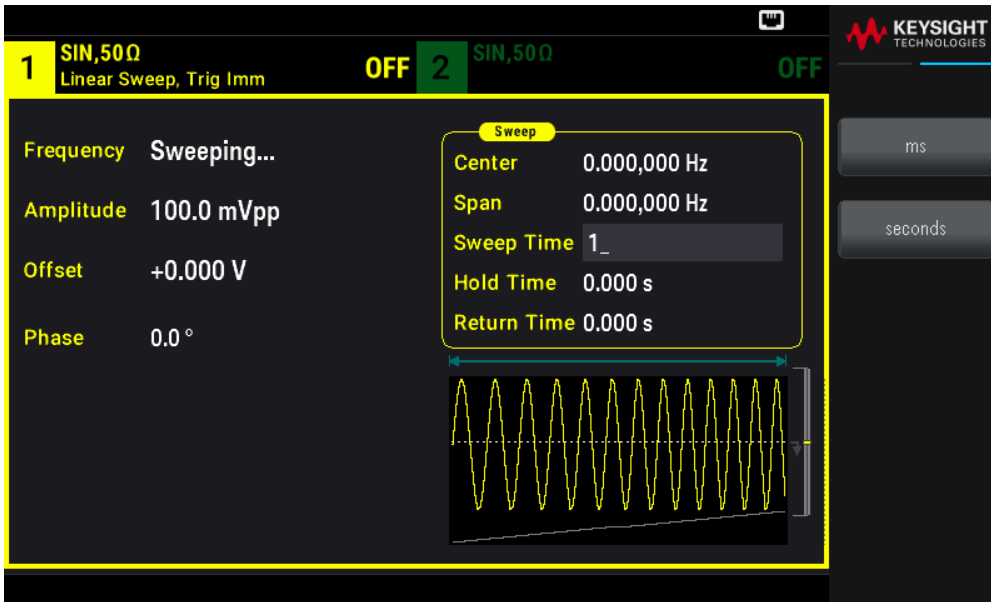 KEYSIGHT
TECHNOLOGIES
1 SIN,50Ω
Linear Sweep, Trig Imm OFF
2 SIN,50Ω OFF
Frequency Sweeping...
Amplitude 100.0 mVpp
Offset +0.000 V
Phase 0.0 °
Sweep
Center 0.000,000 Hz
Span 0.000,000 Hz
Sweep Time 1_
Hold Time 0.000 s
Return Time 0.000 s
ms
seconds